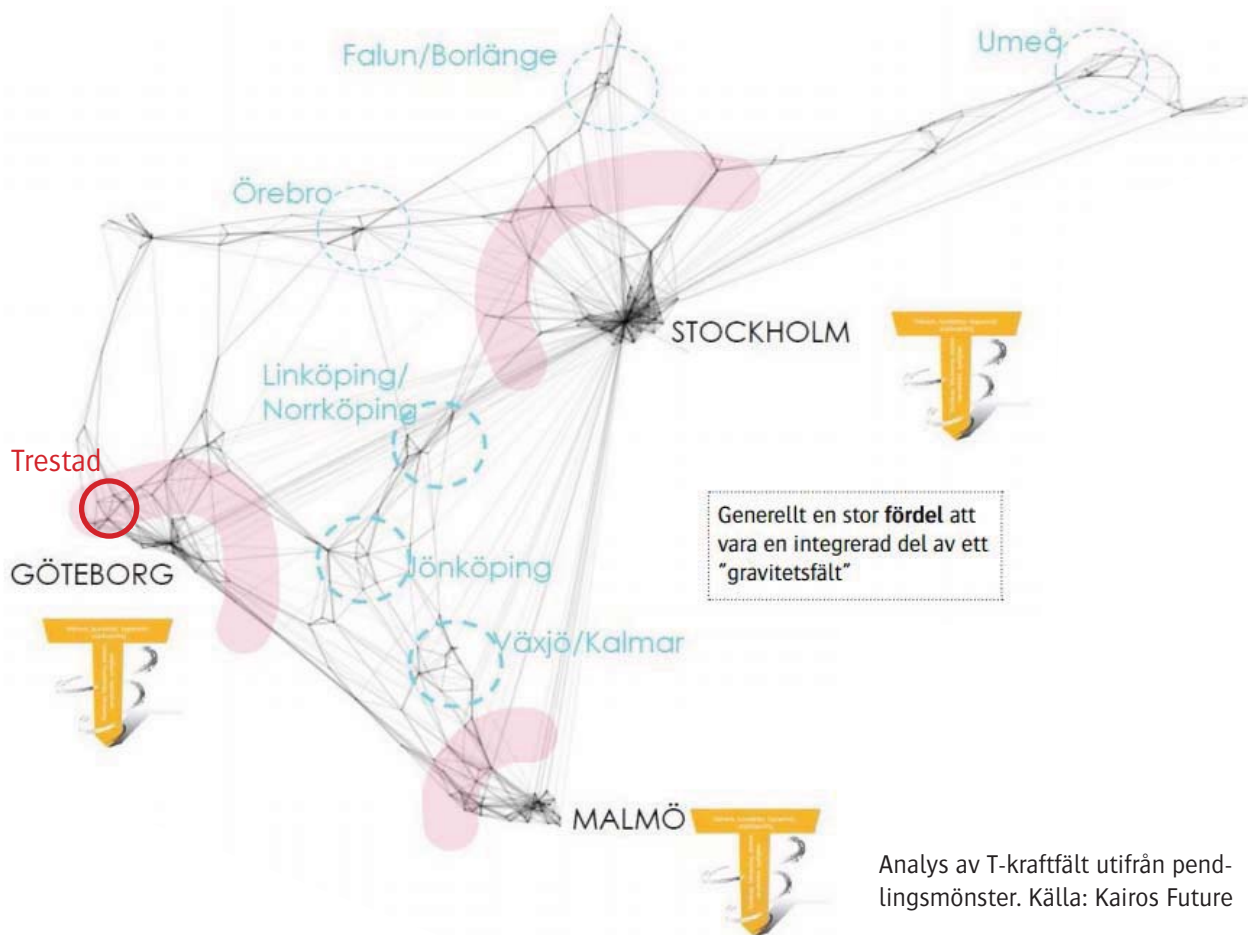 Falun/Borlänge
Umeå
Örebro
STOCKHOLM
Linköping/
Norrköping
Trestad
Generellt en stor fördel att
vara en integrerad del av ett
"gravitetsfält"
GÖTEBORG
Jönköping
Växjö/Kalmar
MALMÖ
Analys av T-kraftfält utifrån pend-
lingsmönster. Källa: Kairos Future